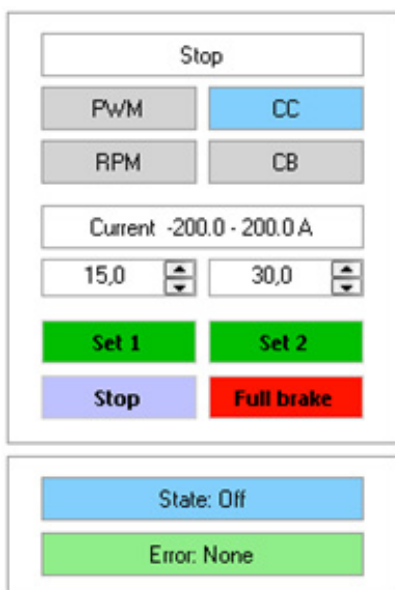 Stop
PWM CC
RPM CB
Current -200.0 - 200.0 A
15,0 30,0
Set 1 Set 2
Stop Full brake
State: Off
Error: None